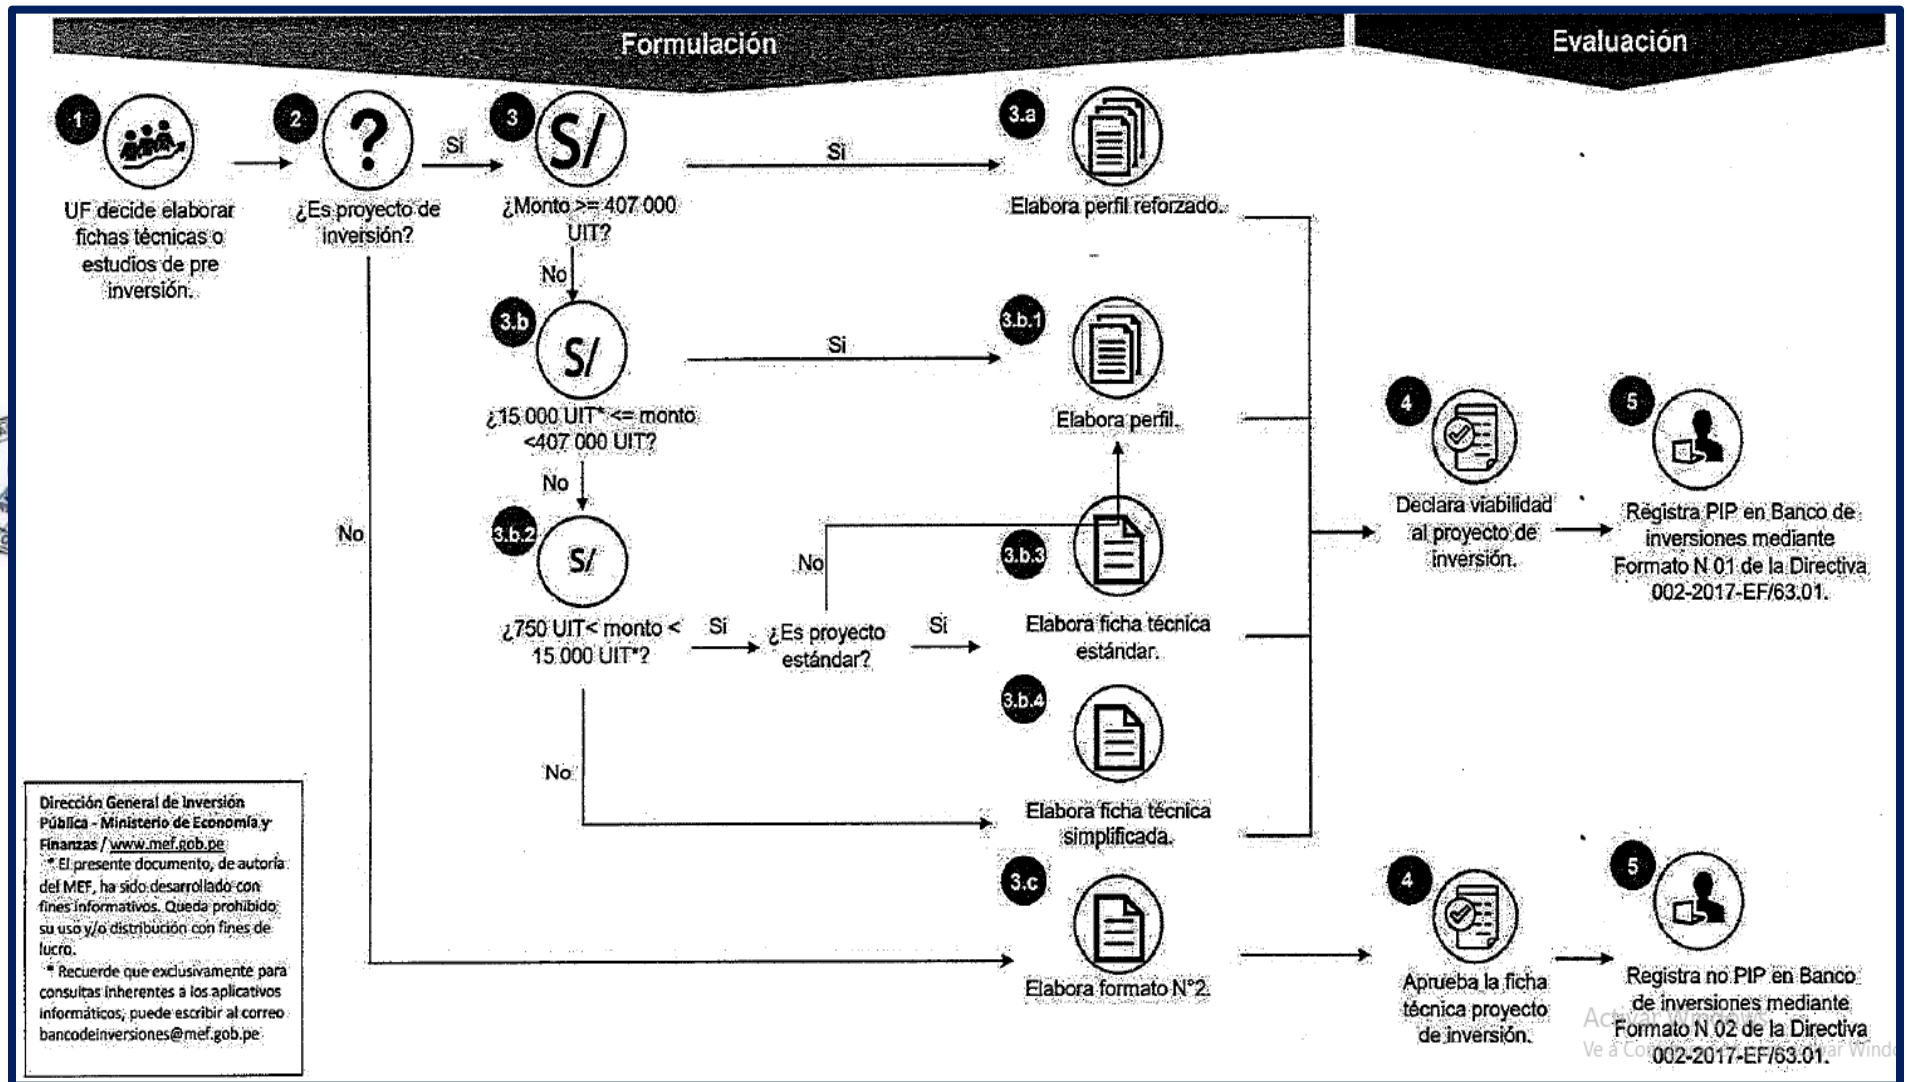 Formulación
Evaluación
1
2
3
3.a
S/
Si
Si
UF decide elaborar
fichas técnicas o
estudios de pre
inversión.
¿Es proyecto de
inversión?
¿Monto >= 407 000
UIT?
Elabora perfil reforzado.
No
3.b
S/
3.b.1
Si
¿15 000 UIT* <= monto
<407 000 UIT?
Elabora perfil.
No
3.b.2
S/
No
3.b.3
¿750 UIT< monto <
15 000 UIT*?
Si
¿Es proyecto
estándar?
Si
Elabora ficha técnica
estándar.
No
3.b.4
No
Elabora ficha técnica
simplificada.
4
Declara viabilidad
al proyecto de
inversión.
5
Registra PIP en Banco de
inversiones mediante
Formato N 01 de la Directiva
002-2017-EF/63.01.
3.c
Elabora formato N°2.
4
Aprueba la ficha
técnica proyecto
de inversión.
5
Registra no PIP en Banco
de inversiones mediante
Formato N 02 de la Directiva
002-2017-EF/63.01.
Dirección General de Inversión
Pública - Ministerio de Economía y
Finanzas / www.mef.gob.pe
* El presente documento, de autoría
del MEF, ha sido desarrollado con
fines informativos. Queda prohibido
su uso y/o distribución con fines de
lucro.
* Recuerde que exclusivamente para
consultas inherentes a los aplicativos
informáticos, puede escribir al correo
bancodeinversiones@mef.gob.pe